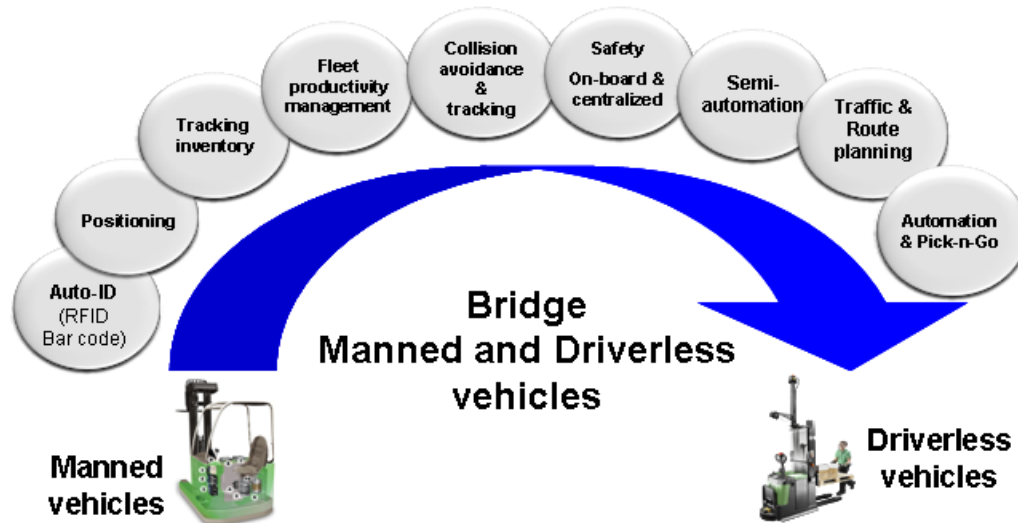 Auto-ID
(RFID
Bar code)
Positioning
Tracking
inventory
Fleet
productivity
management
Collision
avoidance
&
tracking
Safety
On-board &
centralized
Semi-
automation
Traffic &
Route
planning
Automation
& Pick-n-Go
Bridge
Manned and Driverless
vehicles
Manned
vehicles
Driverless
vehicles